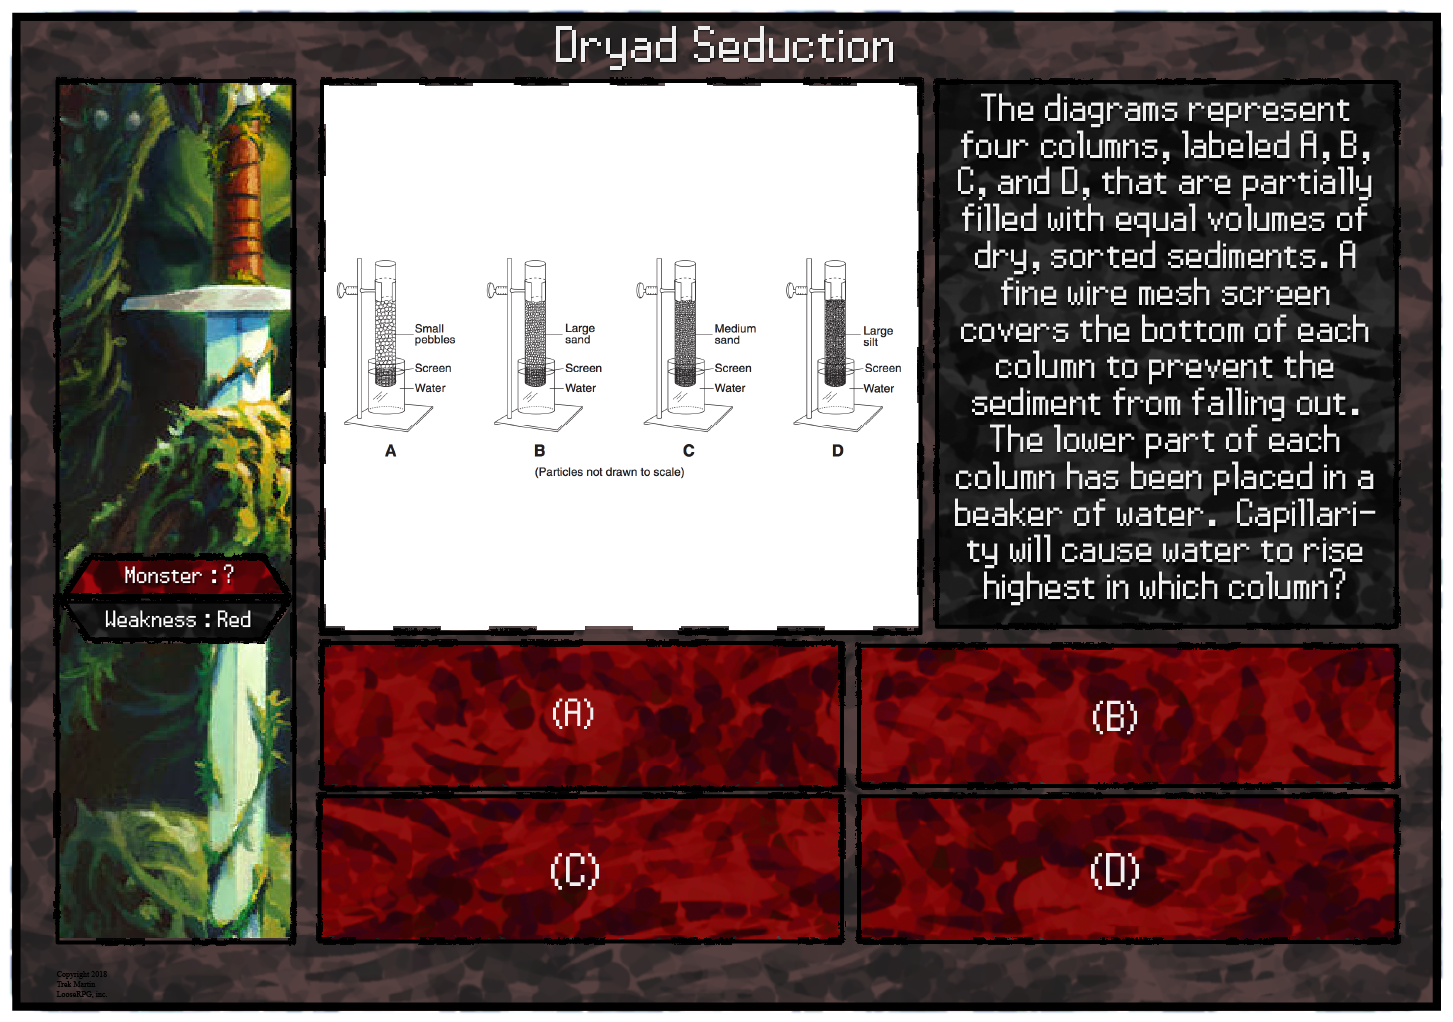 Dryad Seduction
Small
pebbles
Screen
Water
A
Large
sand
Screen
Water
B
Medium
sand
Screen
Water
C
Large
silt
Screen
Water
D
(Particles not drawn to scale)
The diagrams represent
four columns, labeled A, B,
C, and D, that are partially
filled with equal volumes of
dry, sorted sediments. A
fine wire mesh screen
covers the bottom of each
column to prevent the
sediment from falling out.
The lower part of each
column has been placed in a
beaker of water. Capillari-
ty will cause water to rise
highest in which column?
Monster : ?
Weakness : Red
(A)
(B)
(C)
(D)
Copyright 2018
Trek Martin
LooseRPG, inc.